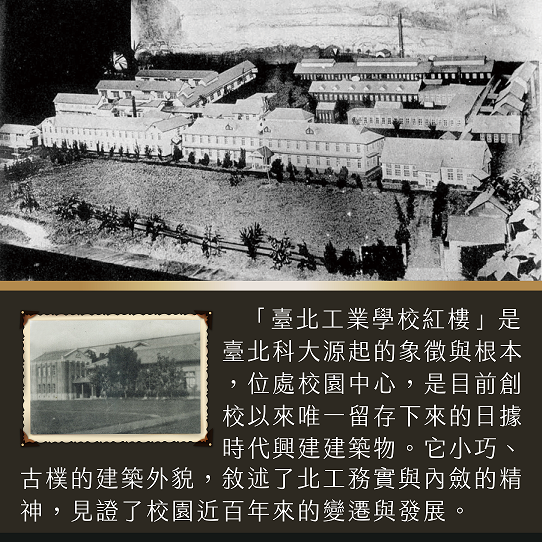 「臺北工業學校紅樓」是
臺北科大源起的象徵與根本
，位處校園中心，是目前創
校以來唯一留存下來的日據
時代興建建築物。它小巧、
古樸的建築外貌，敘述了北工務實與內斂的精
神，見證了校園近百年來的變遷與發展。